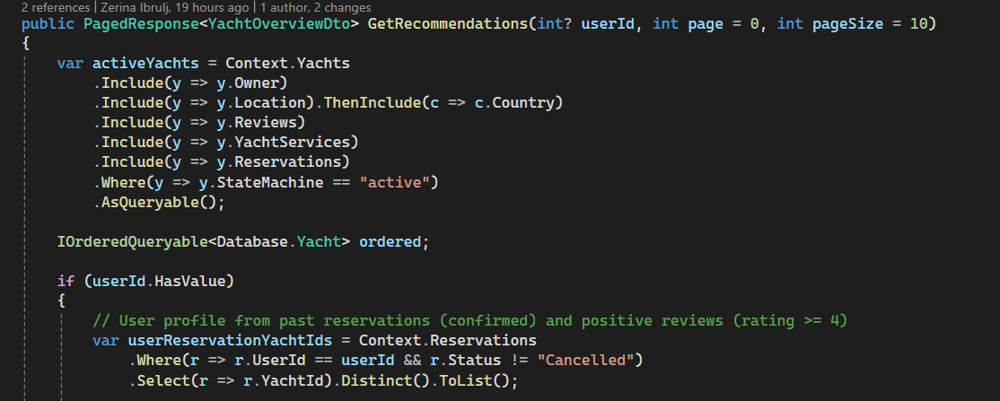 2 references | Zerina Ibrulj, 19 hours ago | 1 author, 2 changes
public PagedResponse<YachtOverviewDto> GetRecommendations(int? userId, int page = 0, int pageSize = 10)
{
    var activeYachts = Context.Yachts
        .Include(y => y.Owner)
        .Include(y => y.Location).ThenInclude(c => c.Country)
        .Include(y => y.Reviews)
        .Include(y => y.YachtServices)
        .Include(y => y.Reservations)
        .Where(y => y.StateMachine == "active")
        .AsQueryable();

    IOrderedQueryable<Database.Yacht> ordered;

    if (userId.HasValue)
    {
        // User profile from past reservations (confirmed) and positive reviews (rating >= 4)
        var userReservationYachtIds = Context.Reservations
            .Where(r => r.UserId == userId && r.Status != "Cancelled")
            .Select(r => r.YachtId).Distinct().ToList();